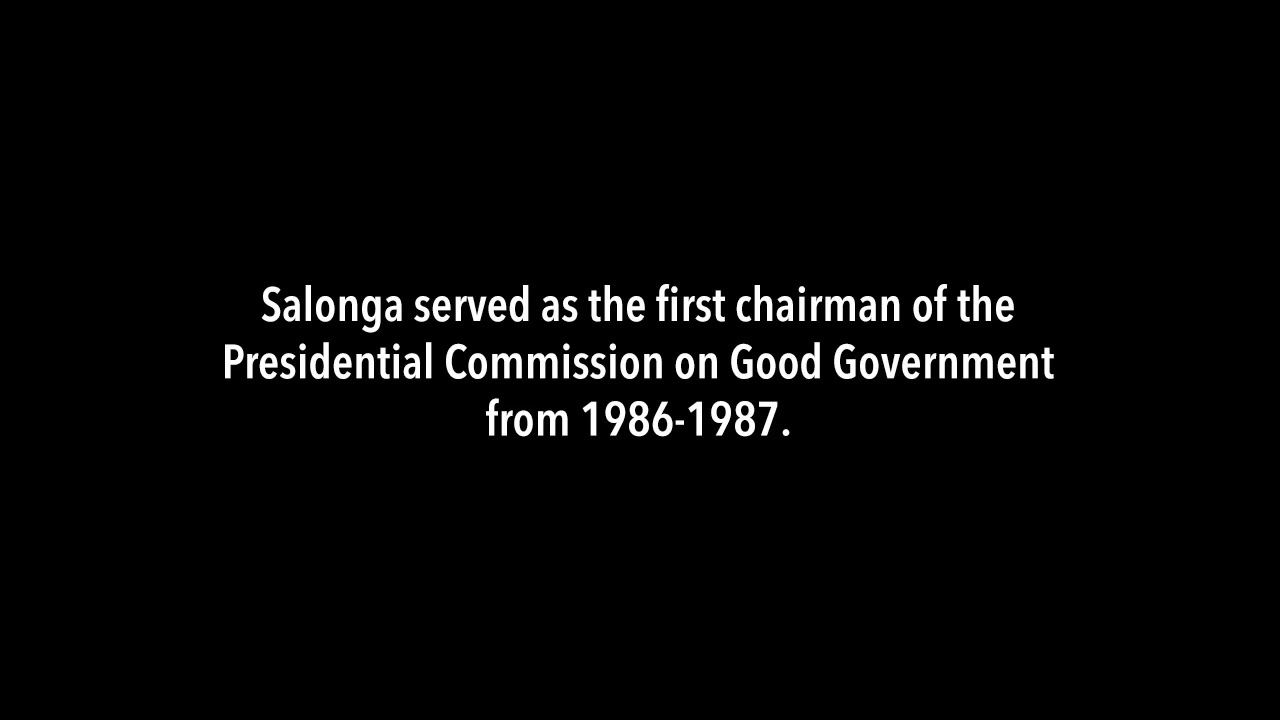 Salonga served as the first chairman of the
Presidential Commission on Good Government
from 1986-1987.